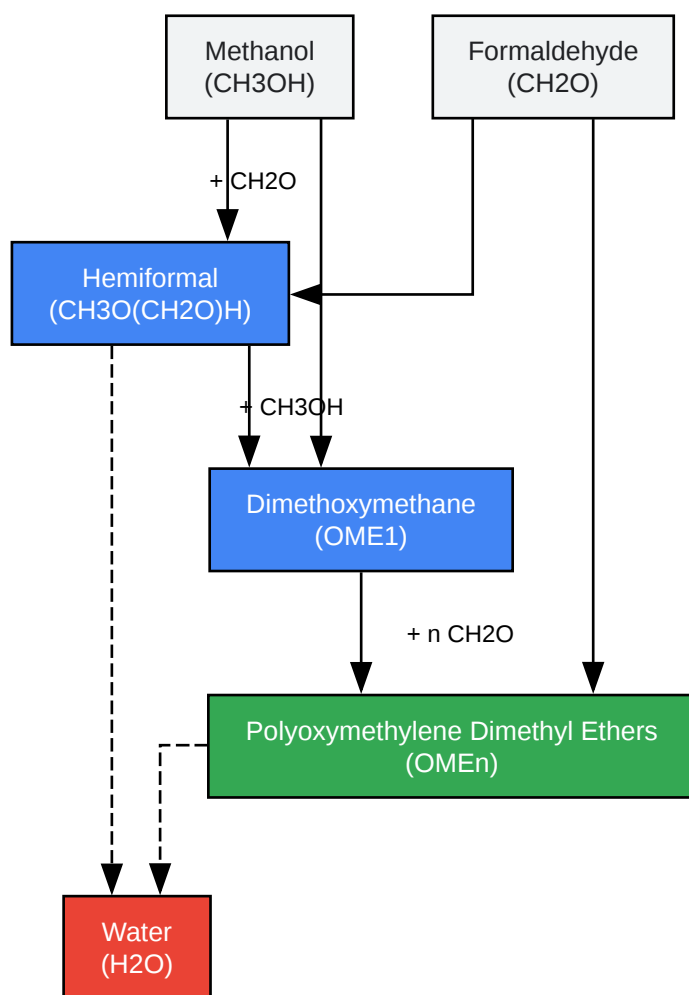 Methanol
(CH3OH)
Formaldehyde
(CH2O)
+ CH2O
Hemiformal
(CH3O(CH2O)H)
+ CH3OH
Dimethoxymethane
(OME1)
+ n CH2O
Polyoxymethylene Dimethyl Ethers
(OMEn)
Water
(H2O)